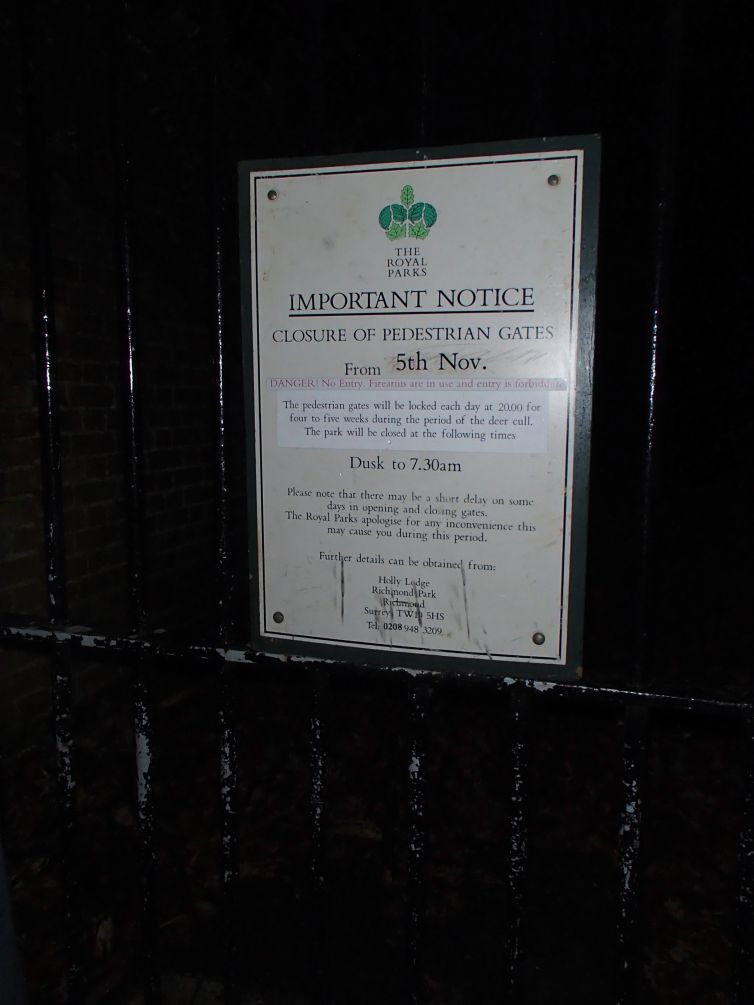 THE
ROYAL
PARKS
IMPORTANT NOTICE
CLOSURE OF PEDESTRIAN GATES
From 5th Nov.
DANGER! No Entry. Firearms are in use and entry is forbidden
The pedestrian gates will be locked each day at 20.00 for
four to five weeks during the period of the deer cull.
The park will be closed at the following times
Dusk to 7.30am
Please note that there may be a short delay on some
days in opening and closing gates.
The Royal Parks apologise for any inconvenience this
may cause you during this period.
Further details can be obtained from:
Holly Lodge
Richmond Park
Richmond
Surrey TW10 5HS
Tel: 0208 948 3209